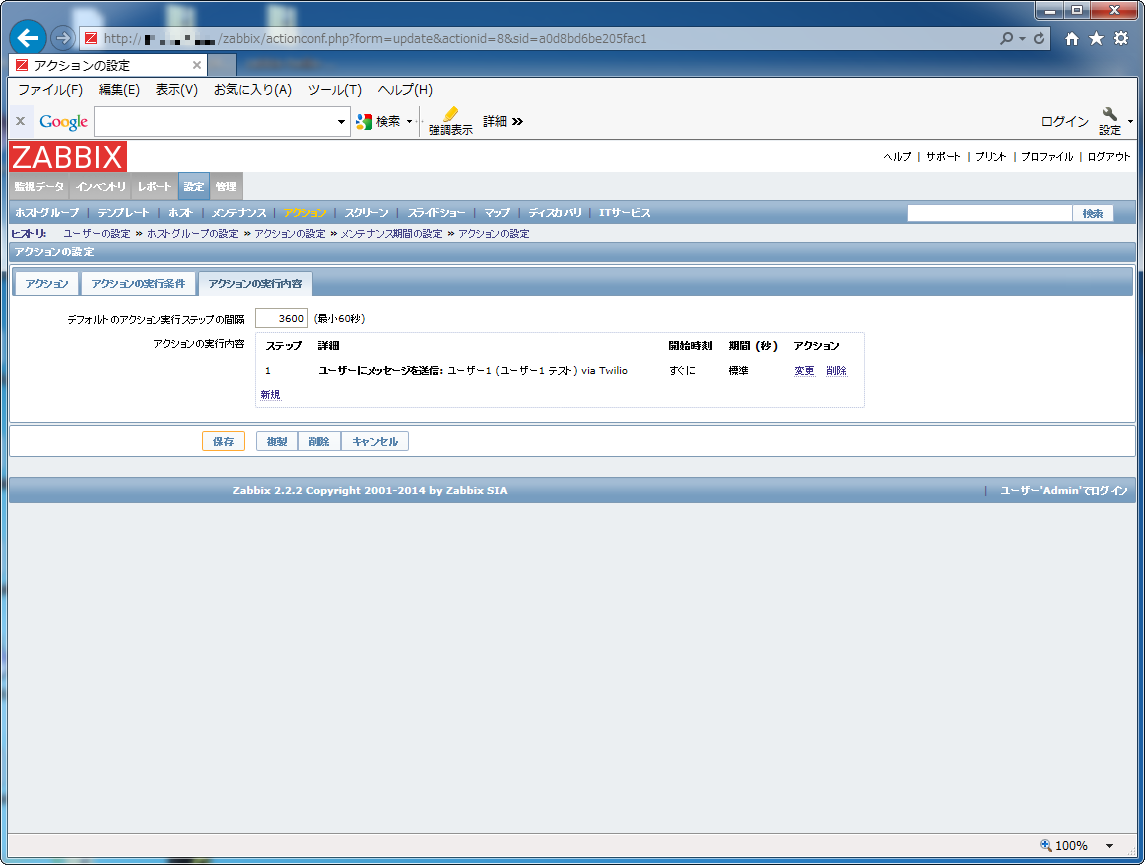 http:// /zabbix/actionconf.php?form=update&actionid=8&sid=a0d8bd6be205fac1
アクションの設定
ファイル(F) 編集(E) 表示(V) お気に入り(A) ツール(T) ヘルプ(H)
x Google 検索 強調表示 詳細 » ログイン 設定
ZABBIX
ヘルプ | サポート | プリント | プロファイル | ログアウト
監視データ インベントリ レポート 設定 管理
ホストグループ | テンプレート | ホスト | メンテナンス | アクション | スクリーン | スライドショー | マップ | ディスカバリ | ITサービス 検索
ヒストリ: ユーザーの設定 » ホストグループの設定 » アクションの設定 » メンテナンス期間の設定 » アクションの設定
アクションの設定
アクション アクションの実行条件 アクションの実行内容
デフォルトのアクション実行ステップの間隔 3600 (最小60秒)
アクションの実行内容
ステップ 詳細 開始時刻 期間 (秒) アクション
1 ユーザーにメッセージを送信: ユーザー1 (ユーザー1 テスト) via Twilio すぐに 標準 変更 削除
新規
保存 複製 削除 キャンセル
Zabbix 2.2.2 Copyright 2001-2014 by Zabbix SIA | ユーザー'Admin'でログイン
100%